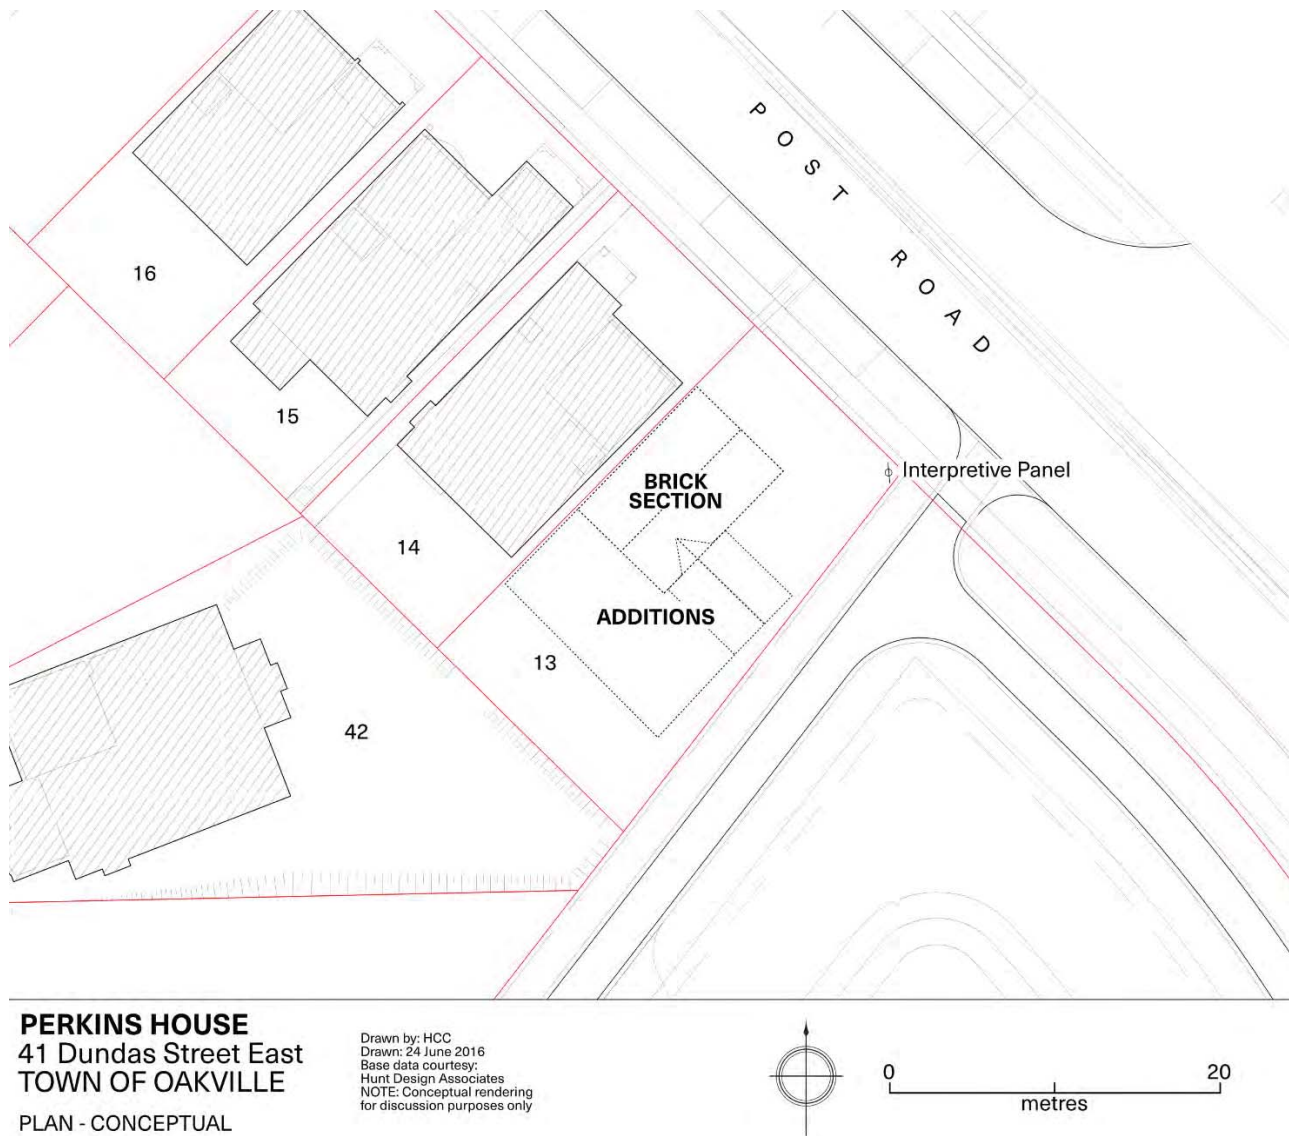 POST ROAD
16
15
14
13
42
BRICK
SECTION
ADDITIONS
Interpretive Panel
PERKINS HOUSE
41 Dundas Street East
TOWN OF OAKVILLE
PLAN - CONCEPTUAL
Drawn by: HCC
Drawn: 24 June 2016
Base data courtesy:
Hunt Design Associates
NOTE: Conceptual rendering
for discussion purposes only
0 20
metres